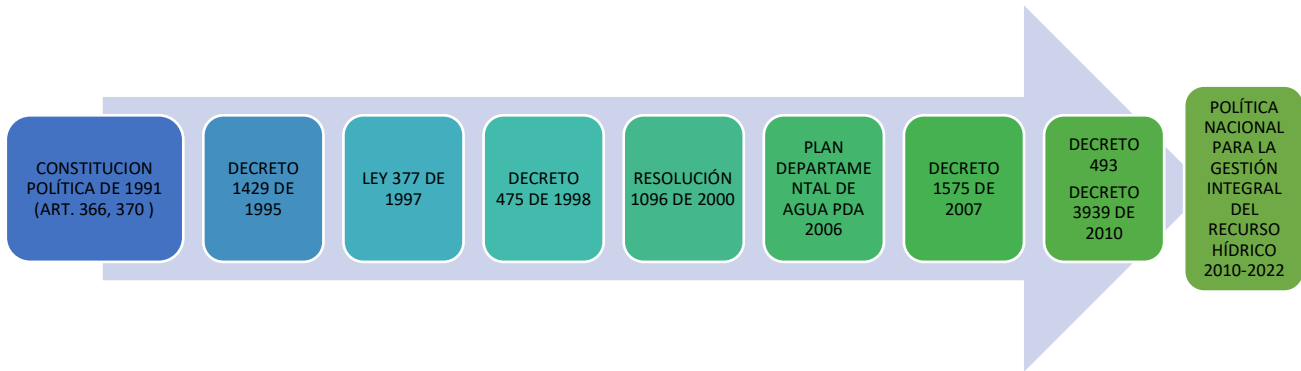 CONSTITUCION
POLÍTICA DE 1991
(ART. 366, 370 )
DECRETO
1429 DE
1995
LEY 377 DE
1997
DECRETO
475 DE 1998
RESOLUCIÓN
1096 DE 2000
PLAN
DEPARTAME
NTAL DE
AGUA PDA
2006
DECRETO
1575 DE
2007
DECRETO
493
DECRETO
3939 DE
2010
POLÍTICA
NACIONAL
PARA LA
GESTIÓN
INTEGRAL
DEL
RECURSO
HÍDRICO
2010-2022